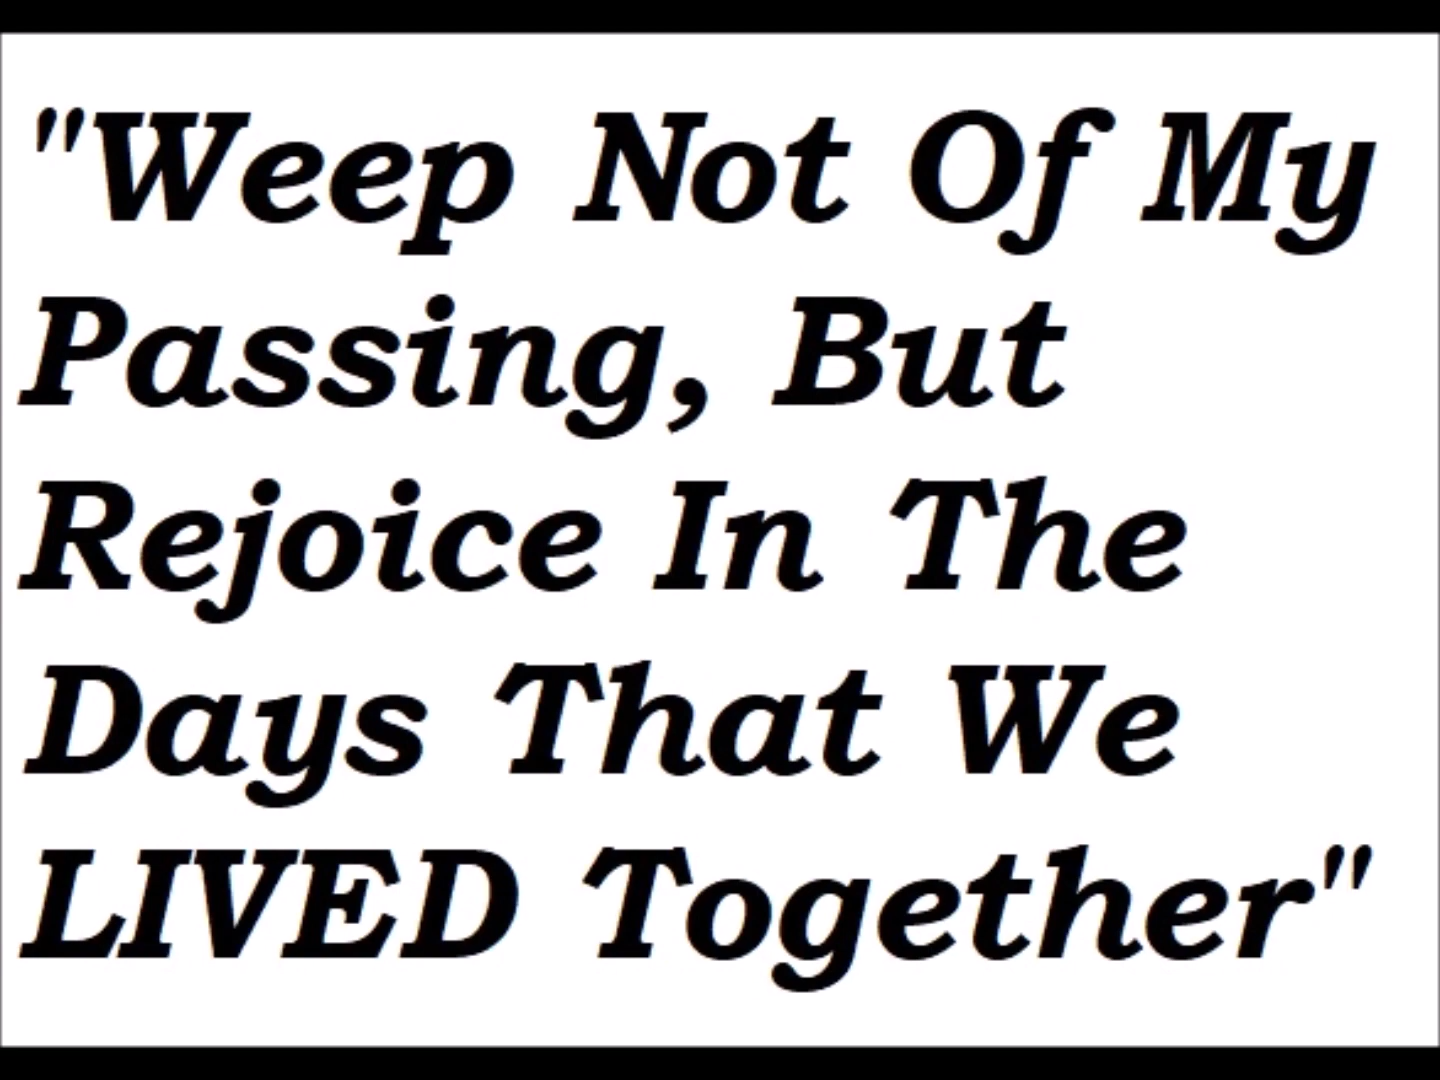 "Weep Not Of My
Passing, But
Rejoice In The
Days That We
LIVED Together"